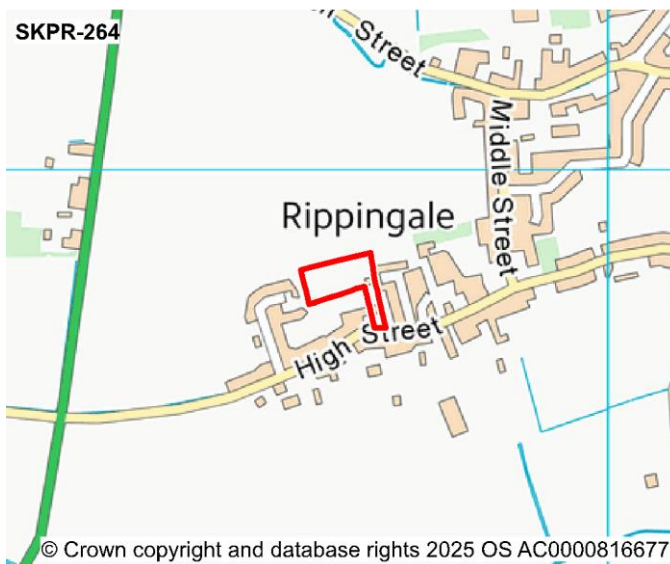 SKPR-264
Street
Middle Street
Rippingale
High Street
© Crown copyright and database rights 2025 OS AC0000816677